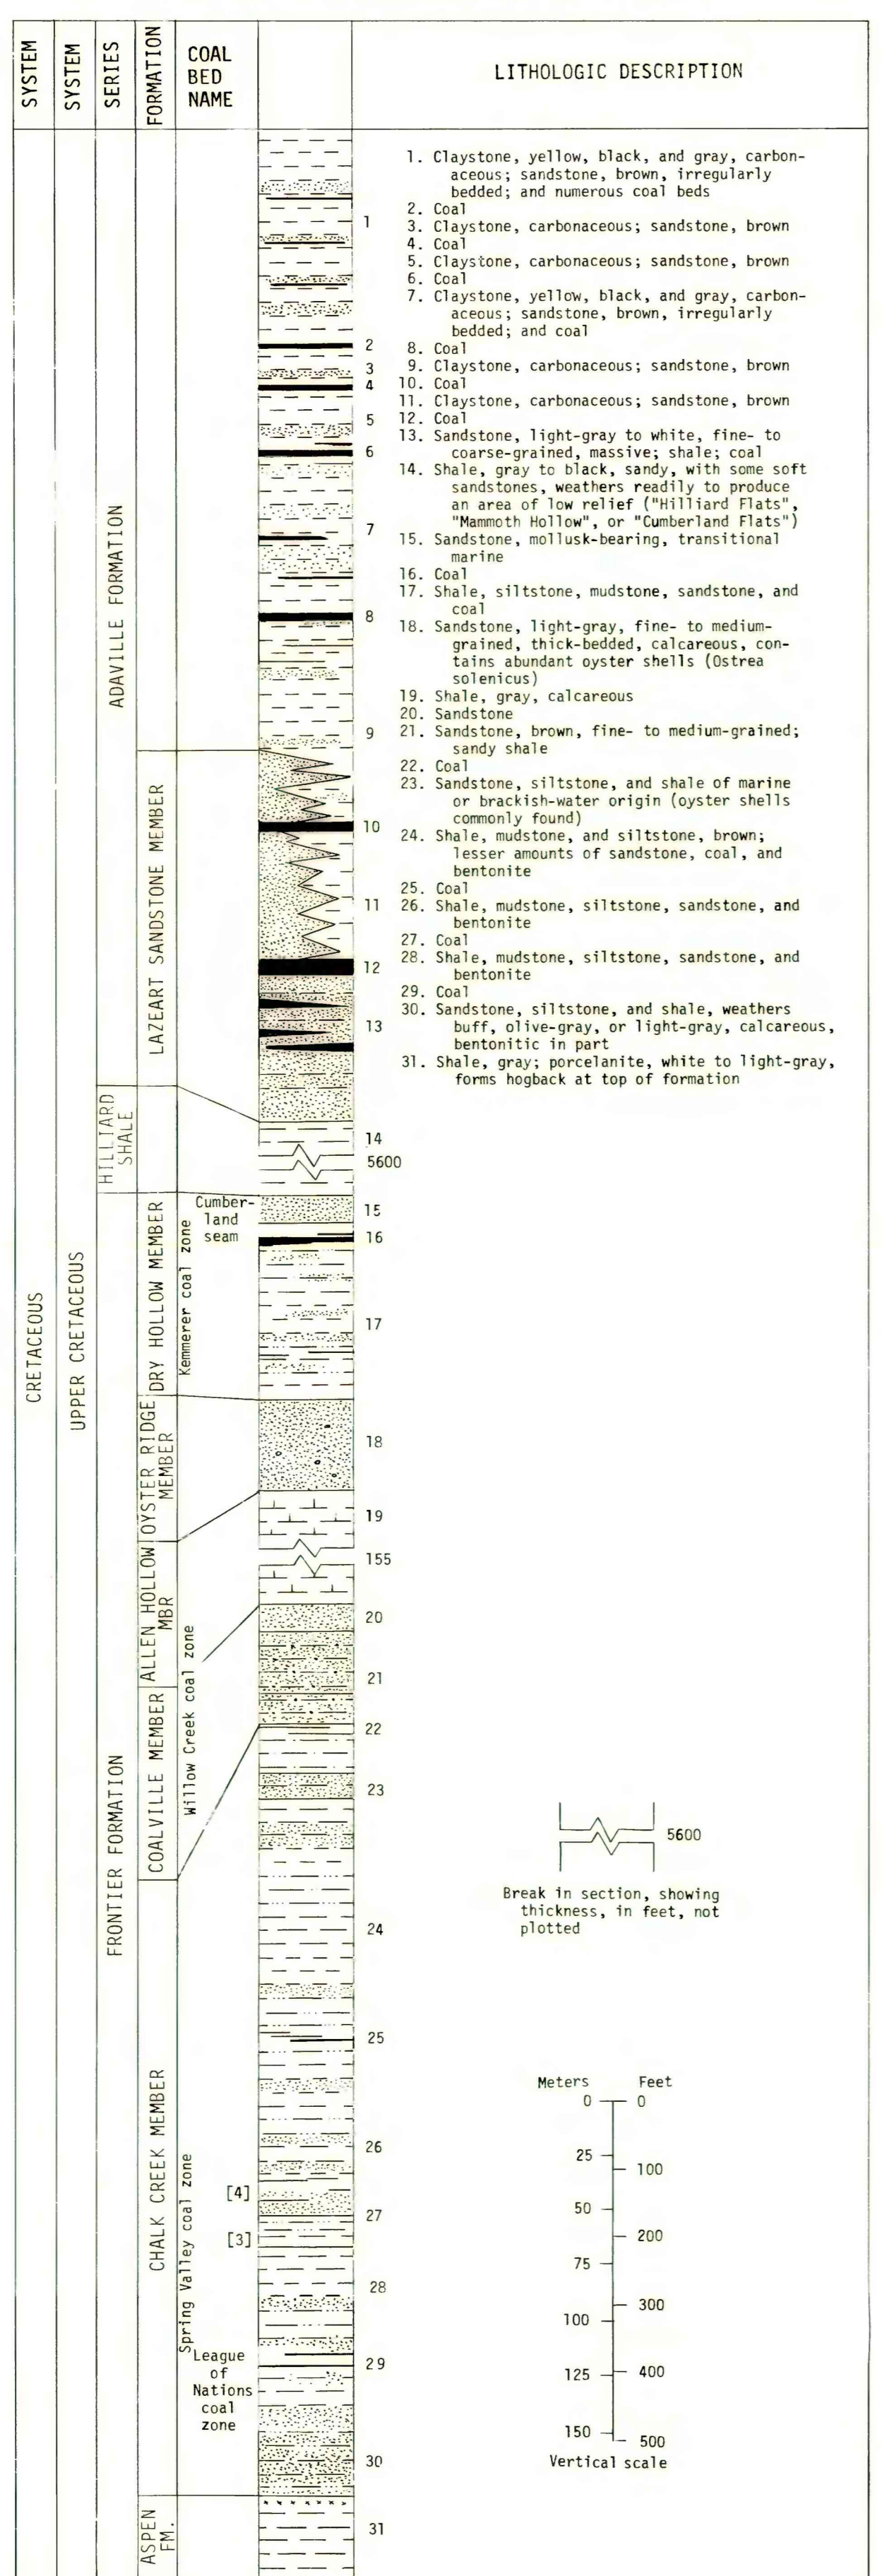 SYSTEM
SYSTEM
SERIES
FORMATION
COAL
BED
NAME
LITHOLOGIC DESCRIPTION
1. Claystone, yellow, black, and gray, carbon-
aceous; sandstone, brown, irregularly
bedded; and numerous coal beds
2. Coal
3. Claystone, carbonaceous; sandstone, brown
4. Coal
5. Claystone, carbonaceous; sandstone, brown
6. Coal
7. Claystone, yellow, black, and gray, carbon-
aceous; sandstone, brown, irregularly
bedded; and coal
8. Coal
9. Claystone, carbonaceous; sandstone, brown
10. Coal
11. Claystone, carbonaceous; sandstone, brown
12. Coal
13. Sandstone, light-gray to white, fine- to
coarse-grained, massive; shale; coal
14. Shale, gray to black, sandy, with some soft
sandstones, weathers readily to produce
an area of low relief ("Hilliard Flats",
"Mammoth Hollow", or "Cumberland Flats")
15. Sandstone, mollusk-bearing, transitional
marine
16. Coal
17. Shale, siltstone, mudstone, sandstone, and
coal
18. Sandstone, light-gray, fine- to medium-
grained, thick-bedded, calcareous, con-
tains abundant oyster shells (Ostrea
solenicus)
19. Shale, gray, calcareous
20. Sandstone
21. Sandstone, brown, fine- to medium-grained;
sandy shale
22. Coal
23. Sandstone, siltstone, and shale of marine
or brackish-water origin (oyster shells
commonly found)
24. Shale, mudstone, and siltstone, brown;
lesser amounts of sandstone, coal, and
bentonite
25. Coal
26. Shale, mudstone, siltstone, sandstone, and
bentonite
27. Coal
28. Shale, mudstone, siltstone, sandstone, and
bentonite
29. Coal
30. Sandstone, siltstone, and shale, weathers
buff, olive-gray, or light-gray, calcareous,
bentonitic in part
31. Shale, gray; porcelanite, white to light-gray,
forms hogback at top of formation
CRETACEOUS
UPPER CRETACEOUS
ADAVILLE FORMATION
HILLIARD
SHALE
FRONTIER FORMATION
LAZEART SANDSTONE MEMBER
DRY HOLLOW MEMBER
OYSTER RIDGE
MEMBER
ALLEN HOLLOW
MBR
COALVILLE MEMBER
CHALK CREEK MEMBER
ASPEN
FM.
Cumber-
land
seam
Kemmerer coal zone
Willow Creek coal zone
Spring Valley coal zone
[4]
[3]
League
of
Nations
coal
zone
1
2
3
4
5
6
7
8
9
10
11
12
13
14
5600
15
16
17
18
19
155
20
21
22
23
24
25
26
27
28
29
30
31
5600
Break in section, showing
thickness, in feet, not
plotted
Meters Feet
0 0
25
100
50
200
75
300
100
125 400
150
500
Vertical scale